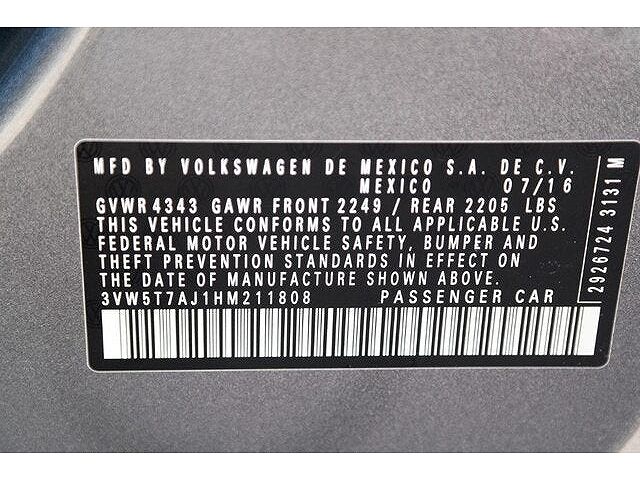 MFD BY VOLKSWAGEN DE MEXICO S.A. DE C.V.
MEXICO 07/16
GVWR 4343 GAWR FRONT 2249 / REAR 2205 LBS
THIS VEHICLE CONFORMS TO ALL APPLICABLE U.S.
FEDERAL MOTOR VEHICLE SAFETY, BUMPER AND
THEFT PREVENTION STANDARDS IN EFFECT ON
THE DATE OF MANUFACTURE SHOWN ABOVE.
3VW5T7AJ1HM211808 PASSENGER CAR
2926724 3131M